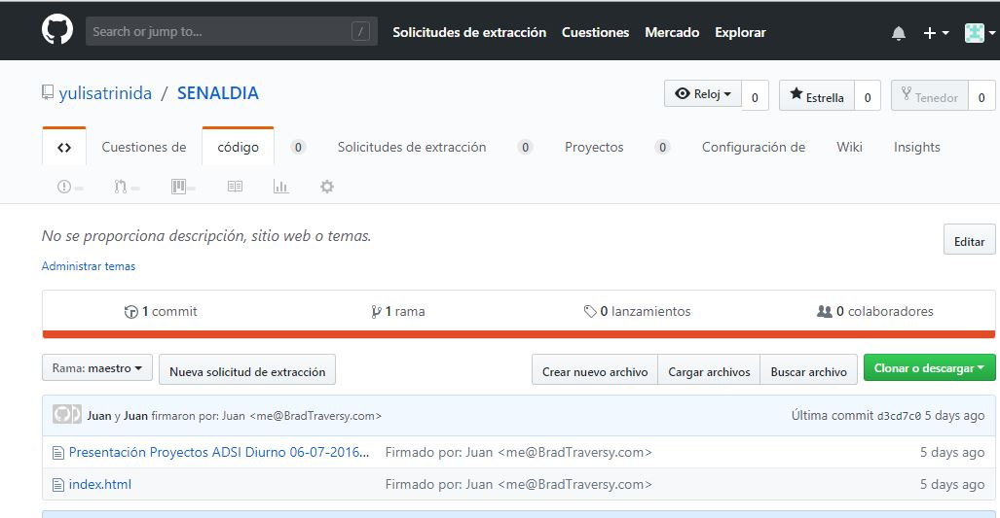 Search or jump to... / Solicitudes de extracción Cuestiones Mercado Explorar
yulisatrinida / SENALDIA Reloj 0 Estrella 0 Tenedor 0
Cuestiones de código 0 Solicitudes de extracción 0 Proyectos 0 Configuración de Wiki Insights
No se proporciona descripción, sitio web o temas. Editar
Administrar temas
1 commit 1 rama 0 lanzamientos 0 colaboradores
Rama: maestro Nueva solicitud de extracción Crear nuevo archivo Cargar archivos Buscar archivo Clonar o descargar
Juan y Juan firmaron por: Juan <me@BradTraversy.com> Última commit d3cd7c0 5 days ago
Presentación Proyectos ADSI Diurno 06-07-2016... Firmado por: Juan <me@BradTraversy.com> 5 days ago
index.html Firmado por: Juan <me@BradTraversy.com> 5 days ago